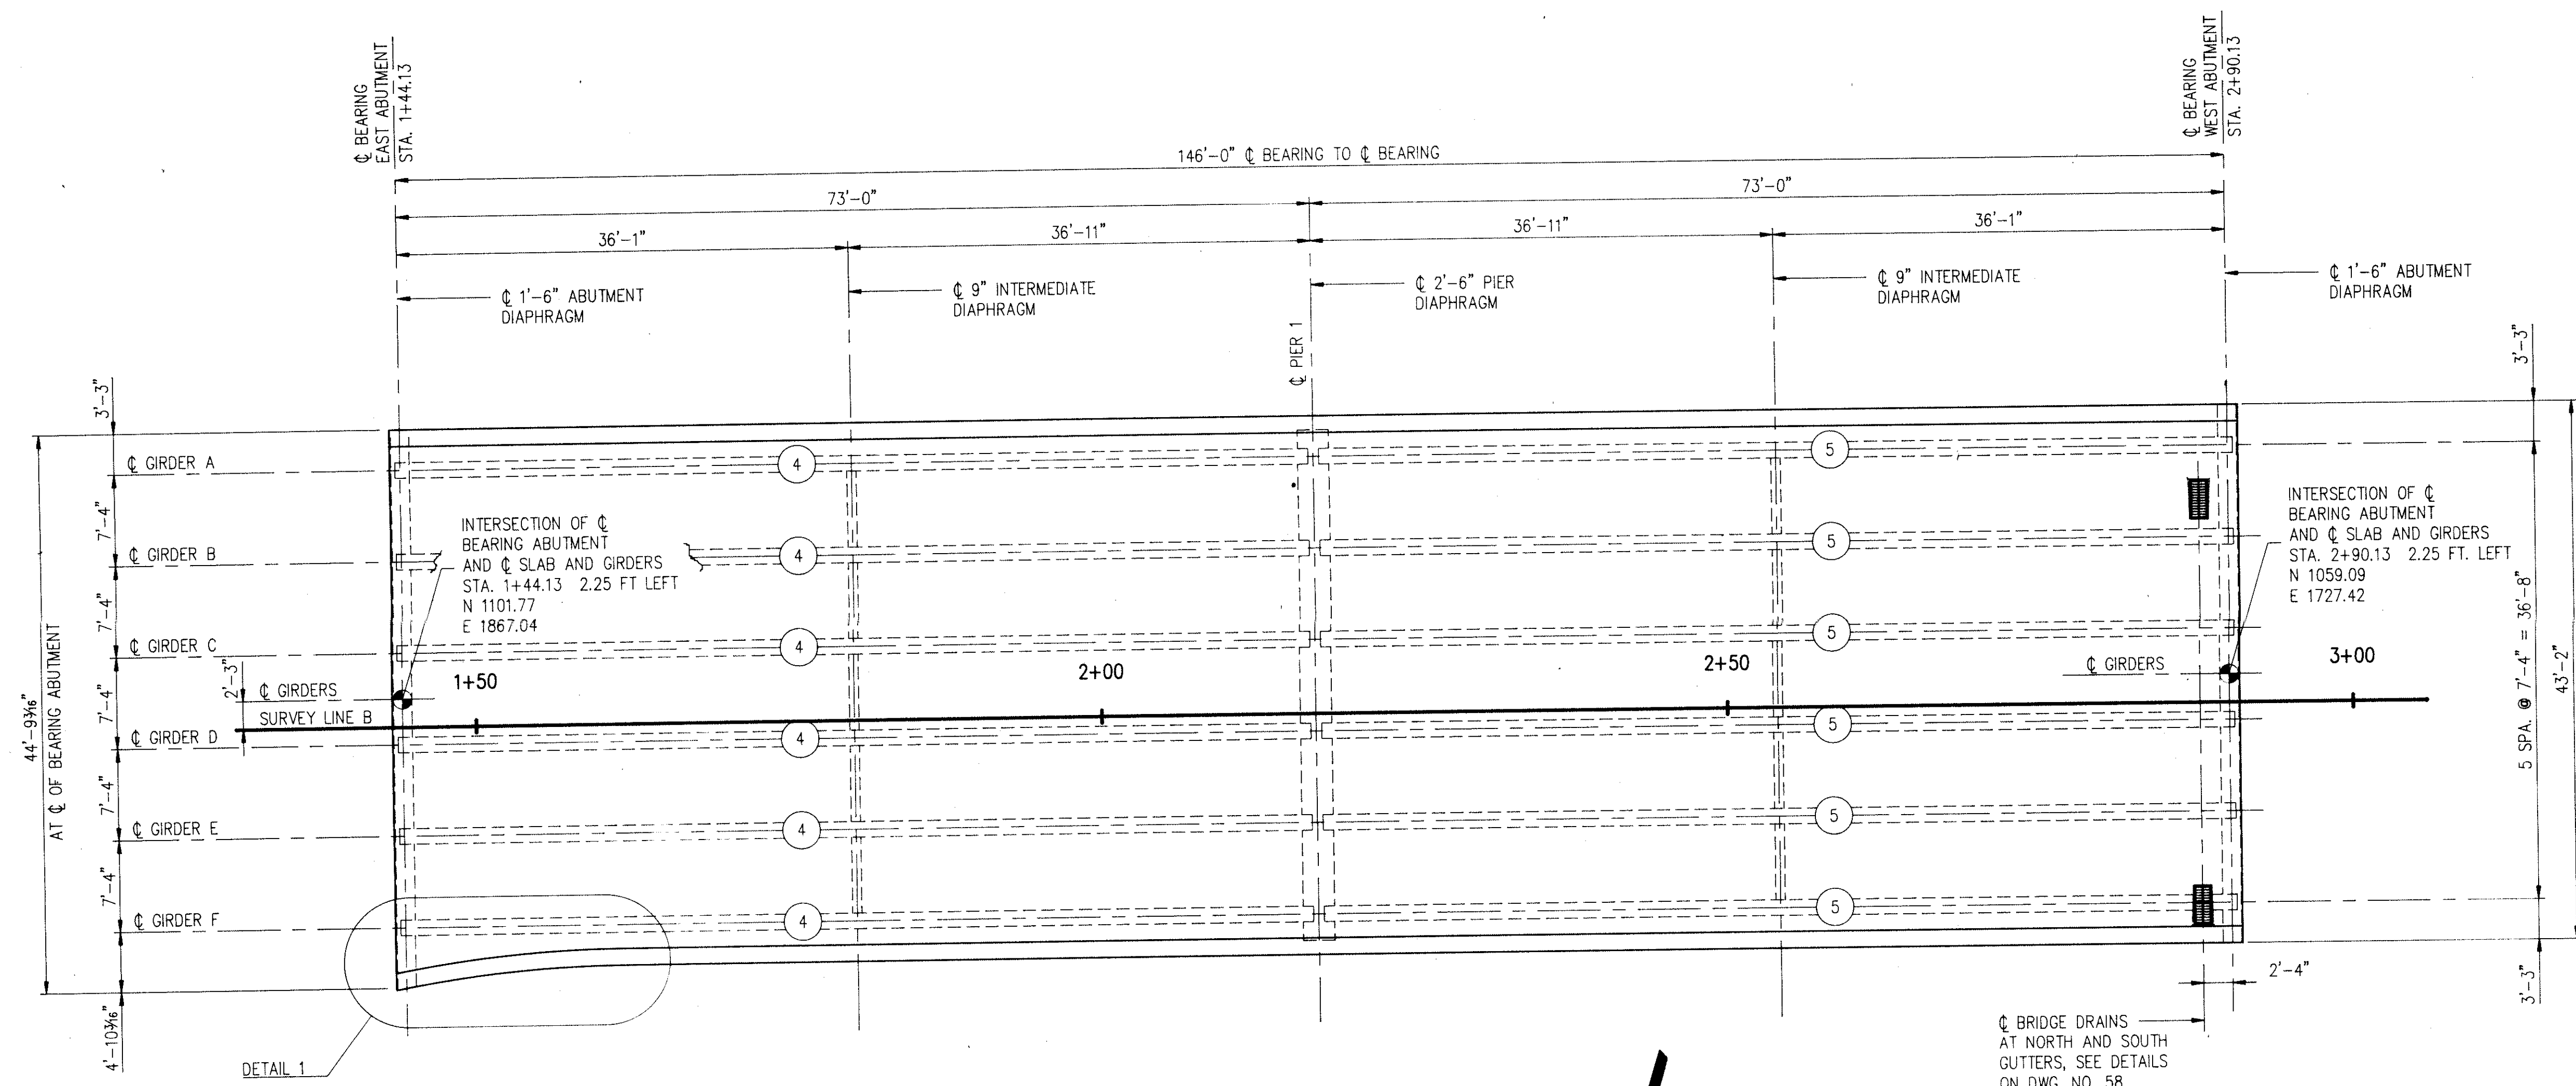 ℄ BEARING
EAST ABUTMENT
STA. 1+44.13
℄ BEARING
WEST ABUTMENT
STA. 2+90.13
146'-0" ℄ BEARING TO ℄ BEARING
73'-0"
73'-0"
36'-1"
36'-11"
36'-11"
36'-1"
℄ 1'-6" ABUTMENT
DIAPHRAGM
℄ 9" INTERMEDIATE
DIAPHRAGM
℄ 2'-6" PIER
DIAPHRAGM
℄ 9" INTERMEDIATE
DIAPHRAGM
℄ 1'-6" ABUTMENT
DIAPHRAGM
℄ PIER 1
3'-3"
3'-3"
℄ GIRDER A
4
5
7'-4"
INTERSECTION OF ℄
BEARING ABUTMENT
AND ℄ SLAB AND GIRDERS
STA. 1+44.13 2.25 FT LEFT
N 1101.77
E 1867.04
INTERSECTION OF ℄
BEARING ABUTMENT
AND ℄ SLAB AND GIRDERS
STA. 2+90.13 2.25 FT. LEFT
N 1059.09
E 1727.42
℄ GIRDER B
4
5
7'-4"
℄ GIRDER C
4
5
2'-3"
℄ GIRDERS
SURVEY LINE B
1+50
2+00
2+50
℄ GIRDERS
3+00
7'-4"
℄ GIRDER D
4
5
7'-4"
℄ GIRDER E
4
5
7'-4"
℄ GIRDER F
4
5
44'-9 3/16"
AT ℄ OF BEARING ABUTMENT
5 SPA. @ 7'-4" = 36'-8"
43'-2"
4'-10 3/16"
DETAIL 1
2'-4"
3'-3"
℄ BRIDGE DRAINS
AT NORTH AND SOUTH
GUTTERS, SEE DETAILS
ON DWG. NO. 58